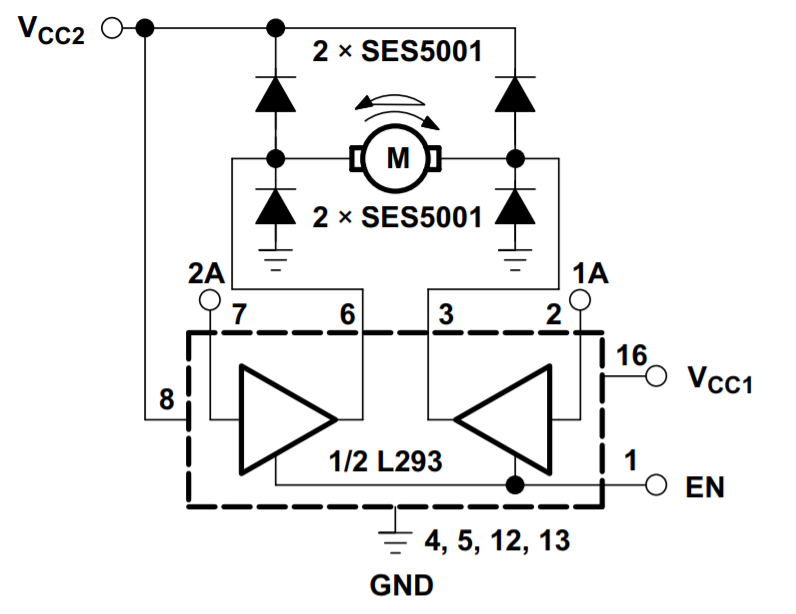 VCC2
2 × SES5001
M
2 × SES5001
2A
1A
7
6
3
2
16
VCC1
8
1/2 L293
1
EN
4, 5, 12, 13
GND